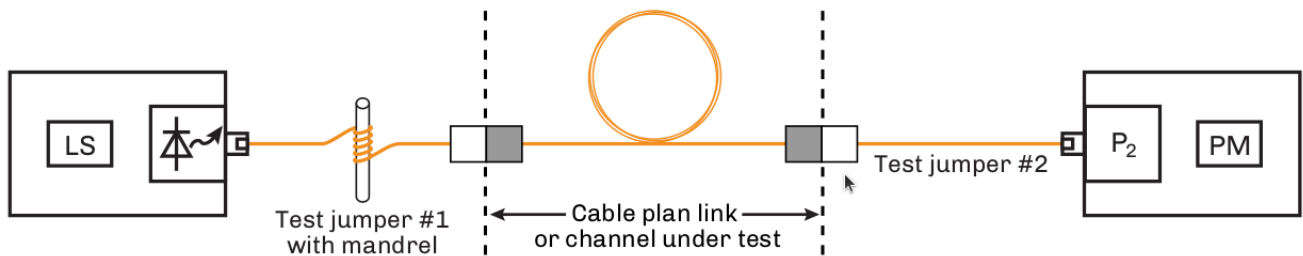 LS
Test jumper #1
with mandrel
Cable plan link
or channel under test
Test jumper #2
P₂
PM